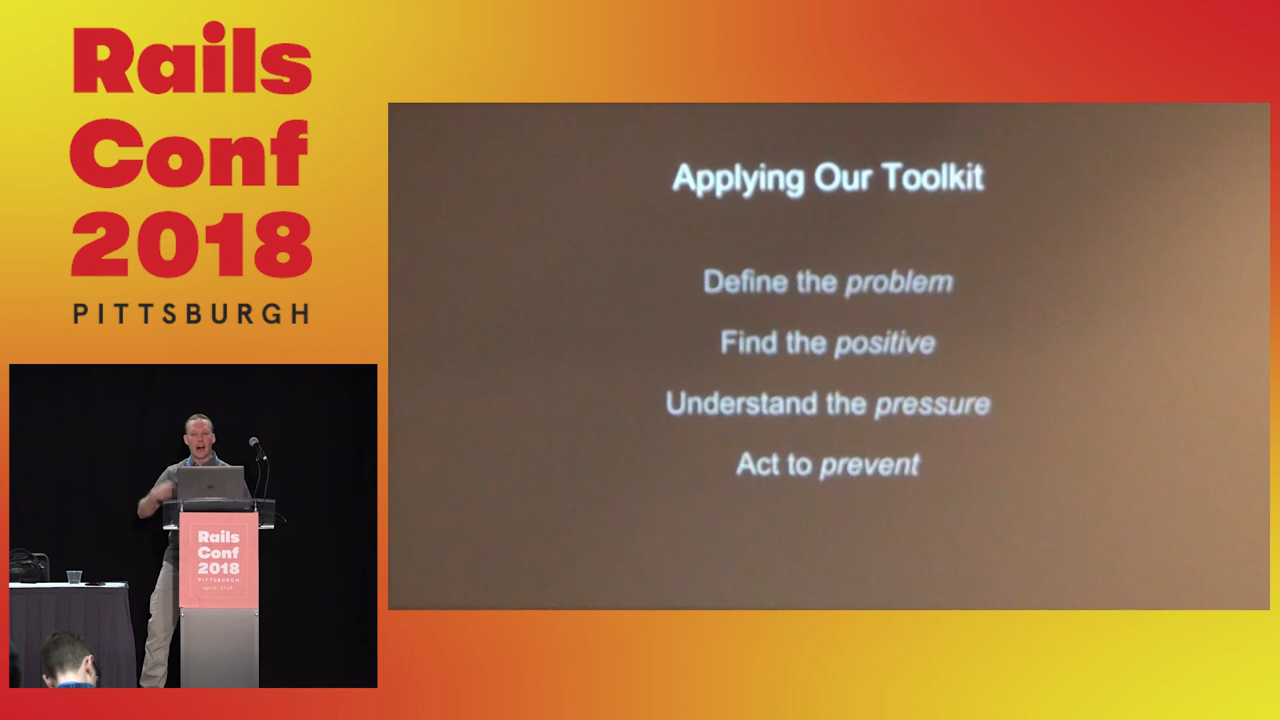 Rails
Conf
2018
PITTSBURGH
Applying Our Toolkit
Define the problem
Find the positive
Understand the pressure
Act to prevent
Rails
Conf
2018
PITTSBURGH